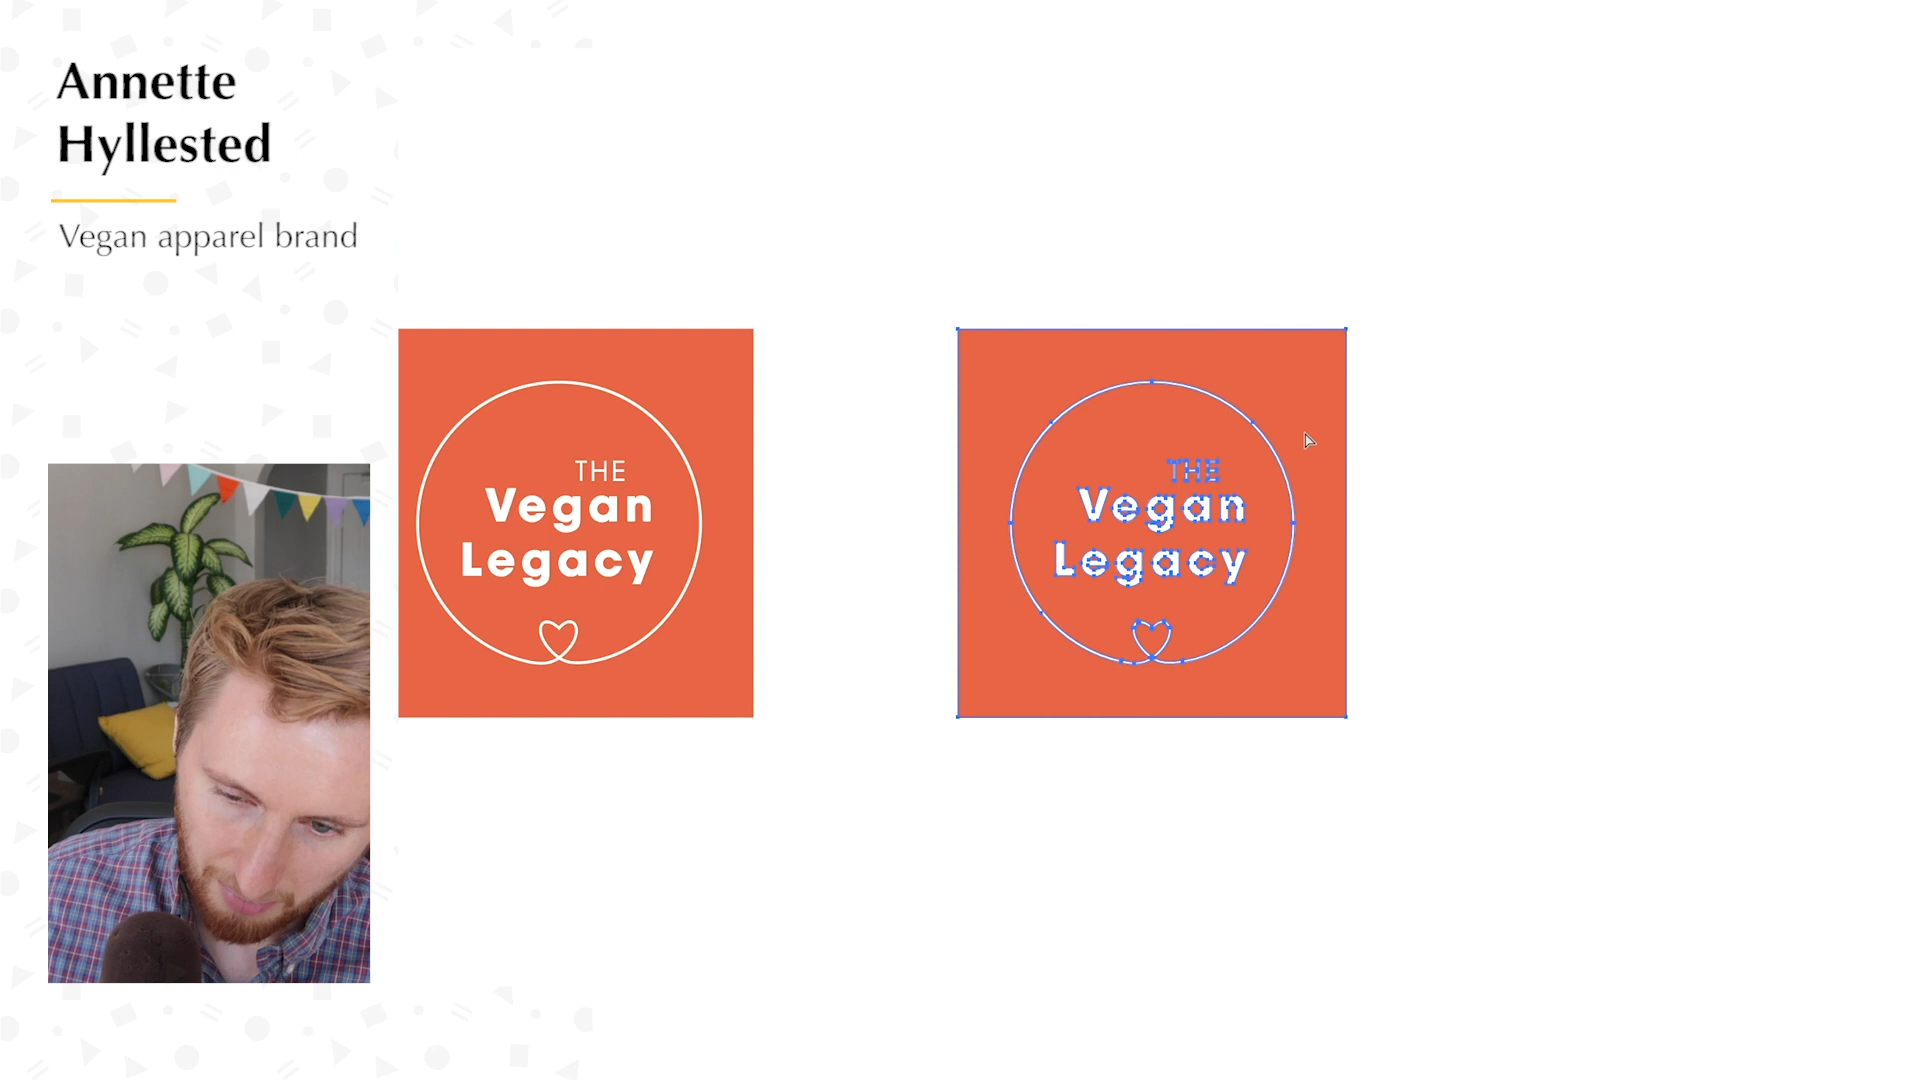 Annette
Hyllested
Vegan apparel brand
THE
Vegan
Legacy
THE
Vegan
Legacy